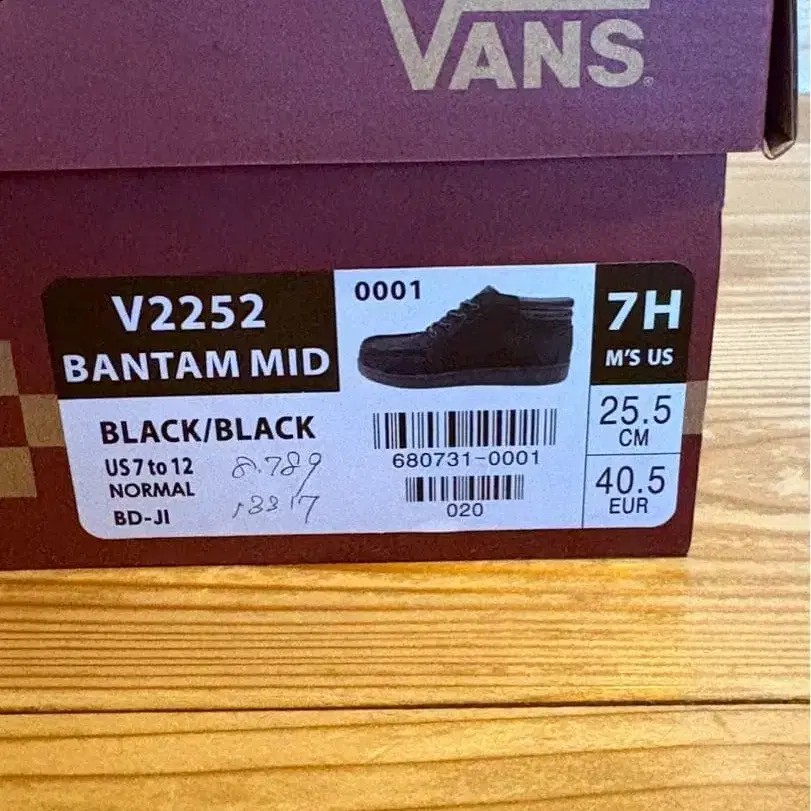 VANS
V2252
BANTAM MID
0001
7H
M'S US
BLACK/BLACK
US 7 to 12
NORMAL
BD-JI
8.789
13317
680731-0001
020
25.5
CM
40.5
EUR